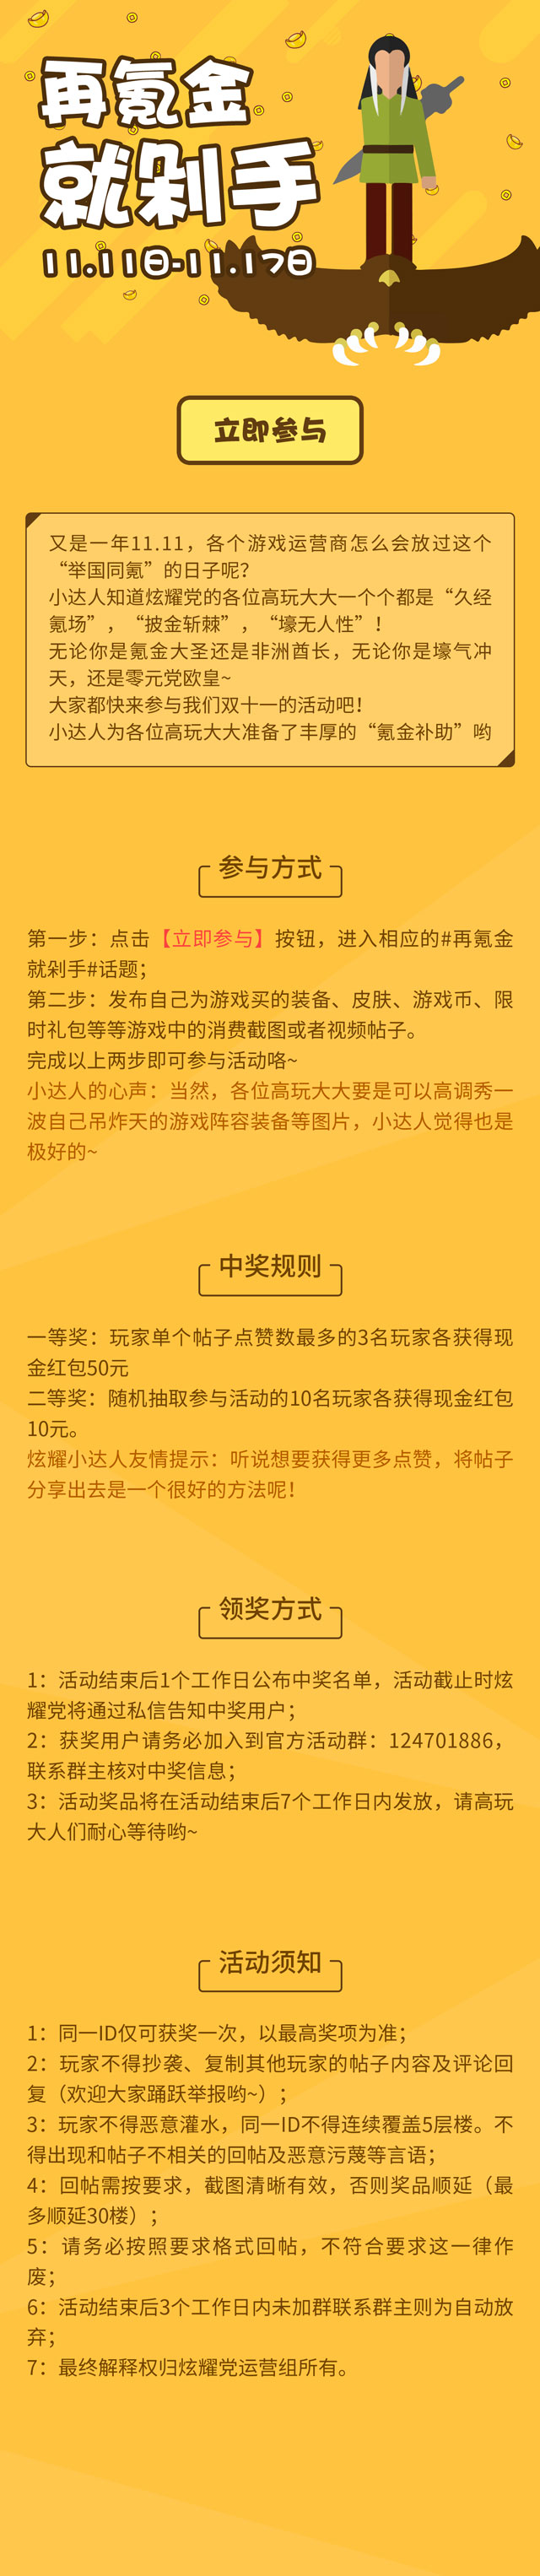 再氪金
就剁手
11.11日-11.17日
立即参与
又是一年11.11，各个游戏运营商怎么会放过这个
“举国同氪”的日子呢？
小达人知道炫耀党的各位高玩大大一个个都是“久经
氪场”，“披金斩棘”，“壕无人性”！
无论你是氪金大圣还是非洲酋长，无论你是壕气冲
天，还是零元党欧皇~
大家都快来参与我们双十一的活动吧！
小达人为各位高玩大大准备了丰厚的“氪金补助”哟
参与方式
第一步：点击【立即参与】按钮，进入相应的#再氪金
就剁手#话题；
第二步：发布自己为游戏买的装备、皮肤、游戏币、限
时礼包等等游戏中的消费截图或者视频帖子。
完成以上两步即可参与活动咯~
小达人的心声：当然，各位高玩大大要是可以高调秀一
波自己吊炸天的游戏阵容装备等图片，小达人觉得也是
极好的~
中奖规则
一等奖：玩家单个帖子点赞数最多的3名玩家各获得现
金红包50元
二等奖：随机抽取参与活动的10名玩家各获得现金红包
10元。
炫耀小达人友情提示：听说想要获得更多点赞，将帖子
分享出去是一个很好的方法呢！
领奖方式
1：活动结束后1个工作日公布中奖名单，活动截止时炫
耀党将通过私信告知中奖用户；
2：获奖用户请务必加入到官方活动群：124701886，
联系群主核对中奖信息；
3：活动奖品将在活动结束后7个工作日内发放，请高玩
大人们耐心等待哟~
活动须知
1：同一ID仅可获奖一次，以最高奖项为准；
2：玩家不得抄袭、复制其他玩家的帖子内容及评论回
复（欢迎大家踊跃举报哟~）；
3：玩家不得恶意灌水，同一ID不得连续覆盖5层楼。不
得出现和帖子不相关的回帖及恶意污蔑等言语；
4：回帖需按要求，截图清晰有效，否则奖品顺延（最
多顺延30楼）；
5：请务必按照要求格式回帖，不符合要求这一律作
废；
6：活动结束后3个工作日内未加群联系群主则为自动放
弃；
7：最终解释权归炫耀党运营组所有。